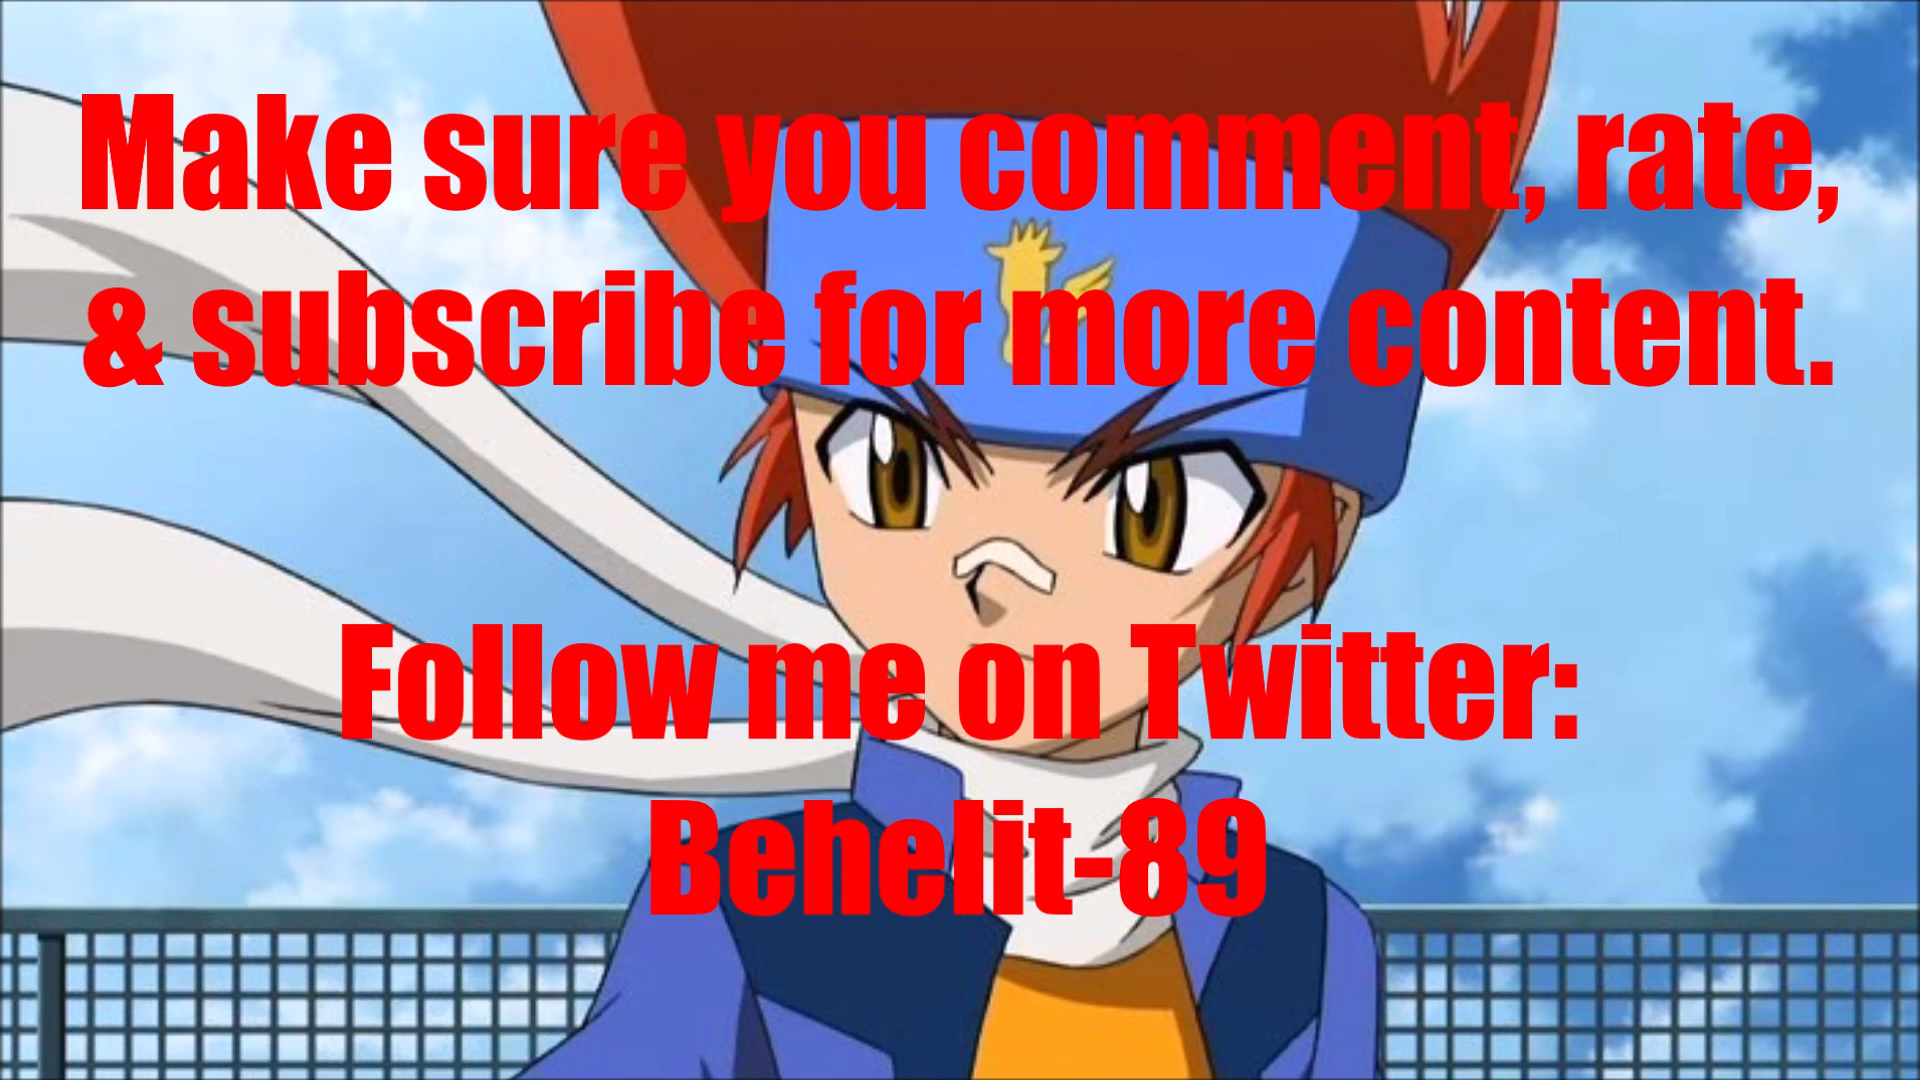 Make sure you comment, rate,
& subscribe for more content.
Follow me on Twitter:
Behelit-89